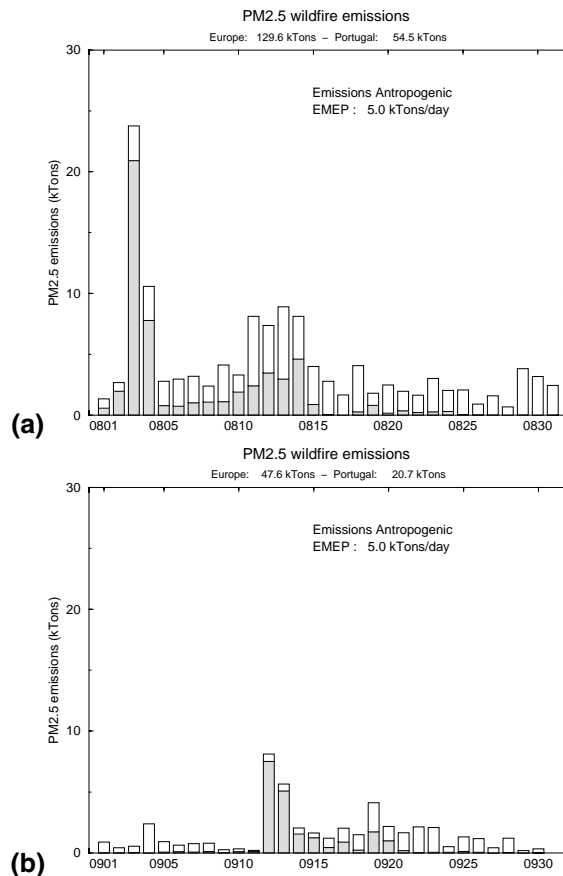 PM2.5 wildfire emissions
Europe: 129.6 kTons − Portugal: 54.5 kTons
30
Emissions Antropogenic
EMEP : 5.0 kTons/day
20
PM2.5 emissions (kTons)
10
0
(a)
0801 0805 0810 0815 0820 0825 0830
PM2.5 wildfire emissions
Europe: 47.6 kTons − Portugal: 20.7 kTons
30
Emissions Antropogenic
EMEP : 5.0 kTons/day
20
PM2.5 emissions (kTons)
10
0
(b)
0901 0905 0910 0915 0920 0925 0930